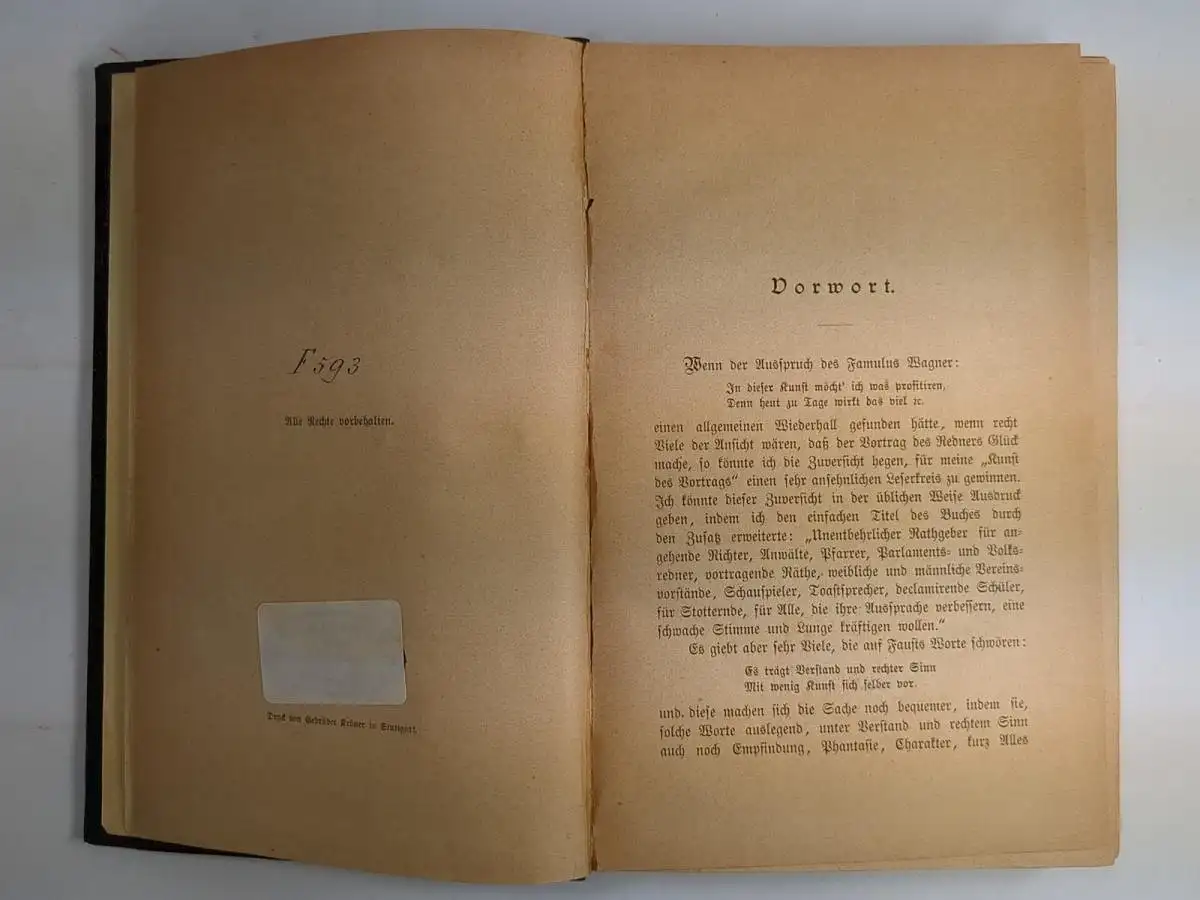 F 593
Alle Rechte vorbehalten.
Druck von Gebrüder Kröner in Stuttgart.
Vorwort.
Wenn der Ausspruch des Famulus Wagner:
In dieser Kunst möcht' ich was profitiren,
Denn heut zu Tage wirkt das viel ꝛc.
einen allgemeinen Wiederhall gefunden hätte, wenn recht
Viele der Ansicht wären, daß der Vortrag des Redners Glück
mache, so könnte ich die Zuversicht hegen, für meine „Kunst
des Vortrags“ einen sehr ansehnlichen Leserkreis zu gewinnen.
Ich könnte dieser Zuversicht in der üblichen Weise Ausdruck
geben, indem ich den einfachen Titel des Buches durch
den Zusatz erweiterte: „Unentbehrlicher Rathgeber für an-
gehende Richter, Anwälte, Pfarrer, Parlaments- und Volks-
redner, vortragende Räthe, weibliche und männliche Vereins-
vorstände, Schauspieler, Toastsprecher, declamirende Schüler,
für Stotternde, für Alle, die ihre Aussprache verbessern, eine
schwache Stimme und Lunge kräftigen wollen.“
Es giebt aber sehr Viele, die auf Fausts Worte schwören:
Es trägt Verstand und rechter Sinn
Mit wenig Kunst sich selber vor.
und diese machen sich die Sache noch bequemer, indem sie,
solche Worte auslegend, unter Verstand und rechtem Sinn
auch noch Empfindung, Phantasie, Charakter, kurz Alles